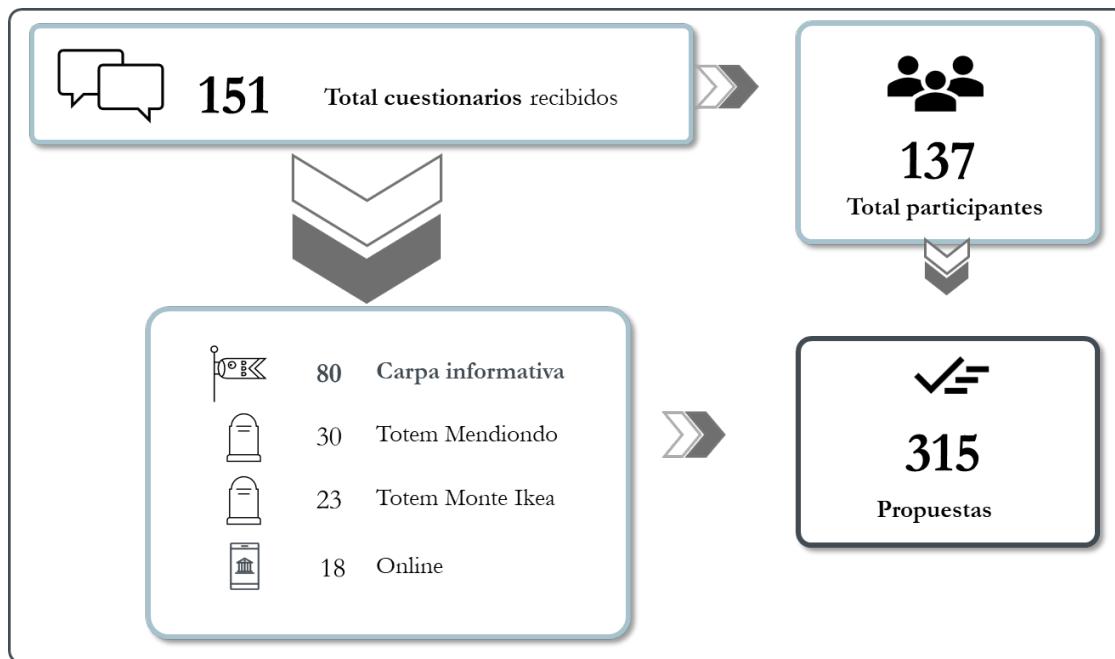 151 Total cuestionarios recibidos
137
Total participantes
80 Carpa informativa
30 Totem Mendiondo
23 Totem Monte Ikea
18 Online
315
Propuestas